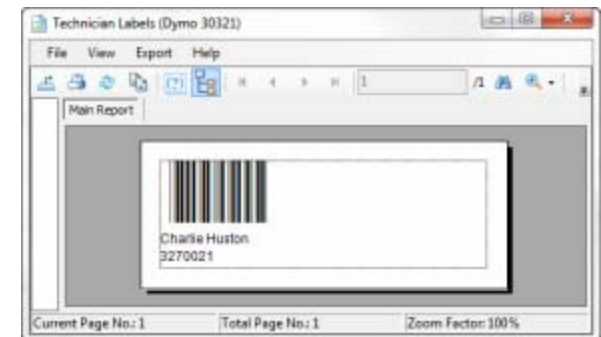 Technician Labels (Dymo 30321)
File View Export Help
1 /1
Main Report
Charlie Huston
3270021
Current Page No.: 1 Total Page No.: 1 Zoom Factor: 100%